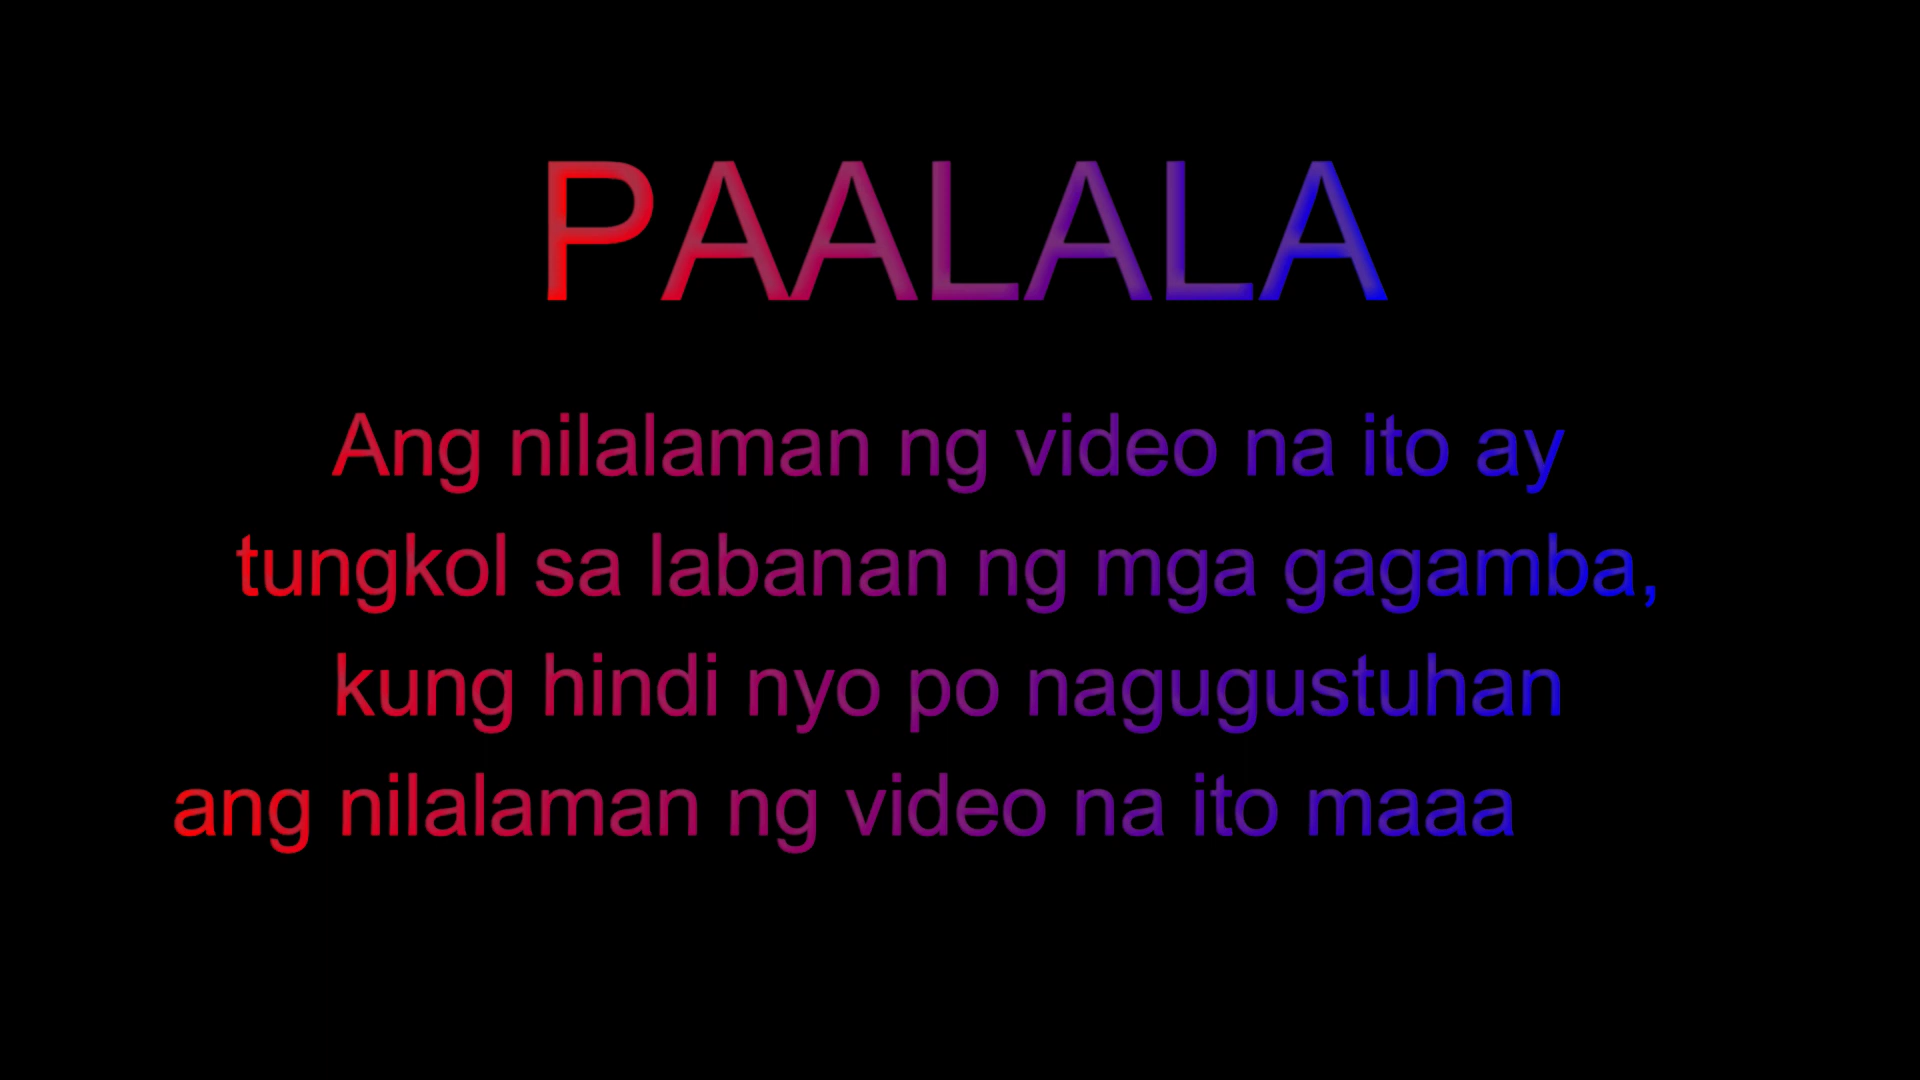 PAALALA
Ang nilalaman ng video na ito ay
tungkol sa labanan ng mga gagamba,
kung hindi nyo po nagugustuhan
ang nilalaman ng video na ito maaa